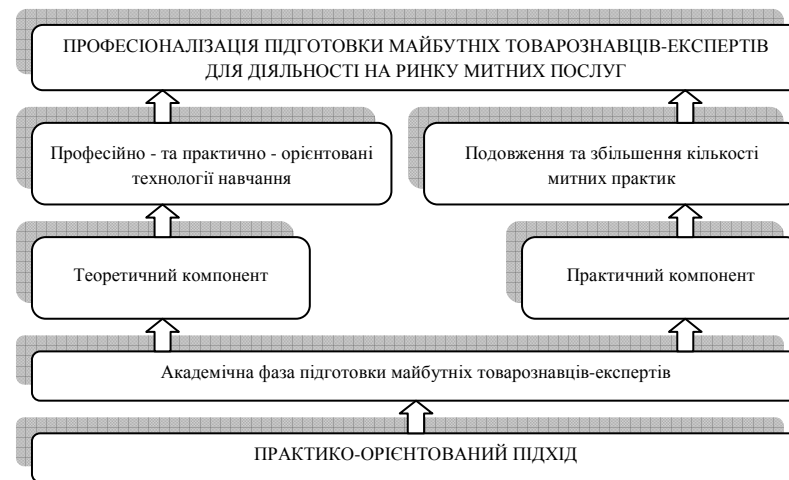 ПРОФЕСІОНАЛІЗАЦІЯ ПІДГОТОВКИ МАЙБУТНІХ ТОВАРОЗНАВЦІВ-ЕКСПЕРТІВ
ДЛЯ ДІЯЛЬНОСТІ НА РИНКУ МИТНИХ ПОСЛУГ
Професійно - та практично - орієнтовані
технології навчання
Подовження та збільшення кількості
митних практик
Теоретичний компонент
Практичний компонент
Академічна фаза підготовки майбутніх товарознавців-експертів
ПРАКТИКО-ОРІЄНТОВАНИЙ ПІДХІД